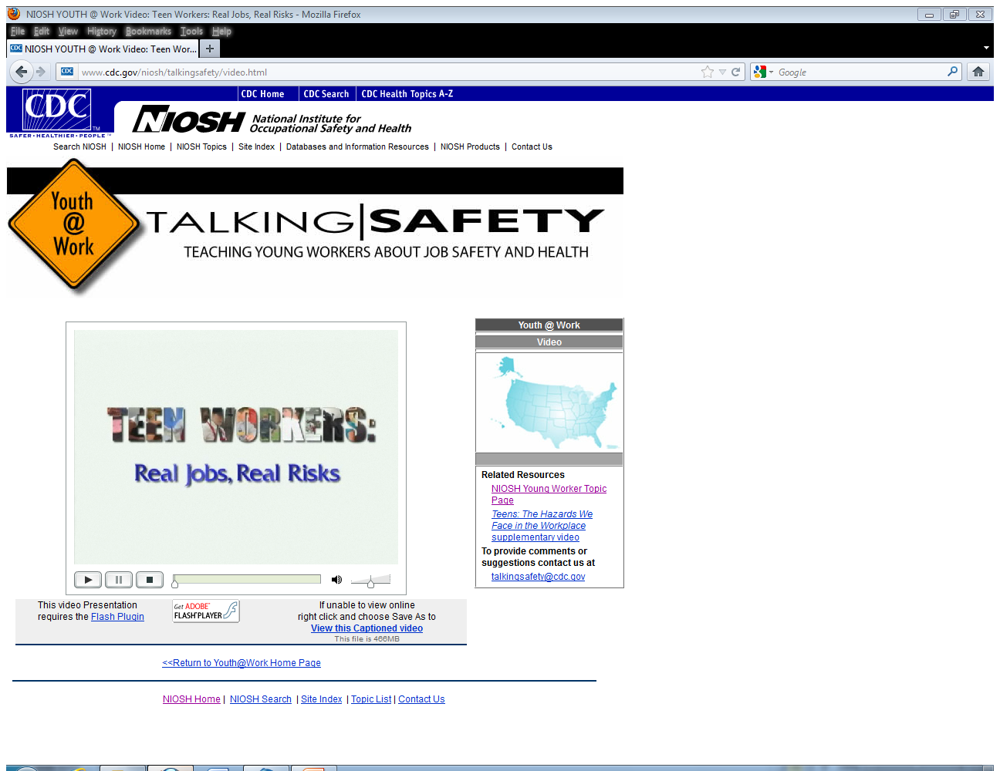 NIOSH YOUTH @ Work Video: Teen Workers: Real Jobs, Real Risks - Mozilla Firefox
File Edit View History Bookmarks Tools Help
CDC NIOSH YOUTH @ Work Video: Teen Wor...
CDC www.cdc.gov/niosh/talkingsafety/video.html Google
CDC Home CDC Search CDC Health Topics A-Z
CDC TM
SAFER•HEALTHIER•PEOPLE™
NIOSH National Institute for
Occupational Safety and Health
Search NIOSH | NIOSH Home | NIOSH Topics | Site Index | Databases and Information Resources | NIOSH Products | Contact Us
Youth
@
Work
TALKING|SAFETY
TEACHING YOUNG WORKERS ABOUT JOB SAFETY AND HEALTH
TEEN WORKERS:
Real Jobs, Real Risks
Youth @ Work
Video
Related Resources
NIOSH Young Worker Topic
Page
Teens: The Hazards We
Face in the Workplace
supplementary video
To provide comments or
suggestions contact us at
talkingsafety@cdc.gov
This video Presentation
requires the Flash Plugin
Get ADOBE®
FLASH® PLAYER
If unable to view online
right click and choose Save As to
View this Captioned video
This file is 466MB
<<Return to Youth@Work Home Page
NIOSH Home | NIOSH Search | Site Index | Topic List | Contact Us